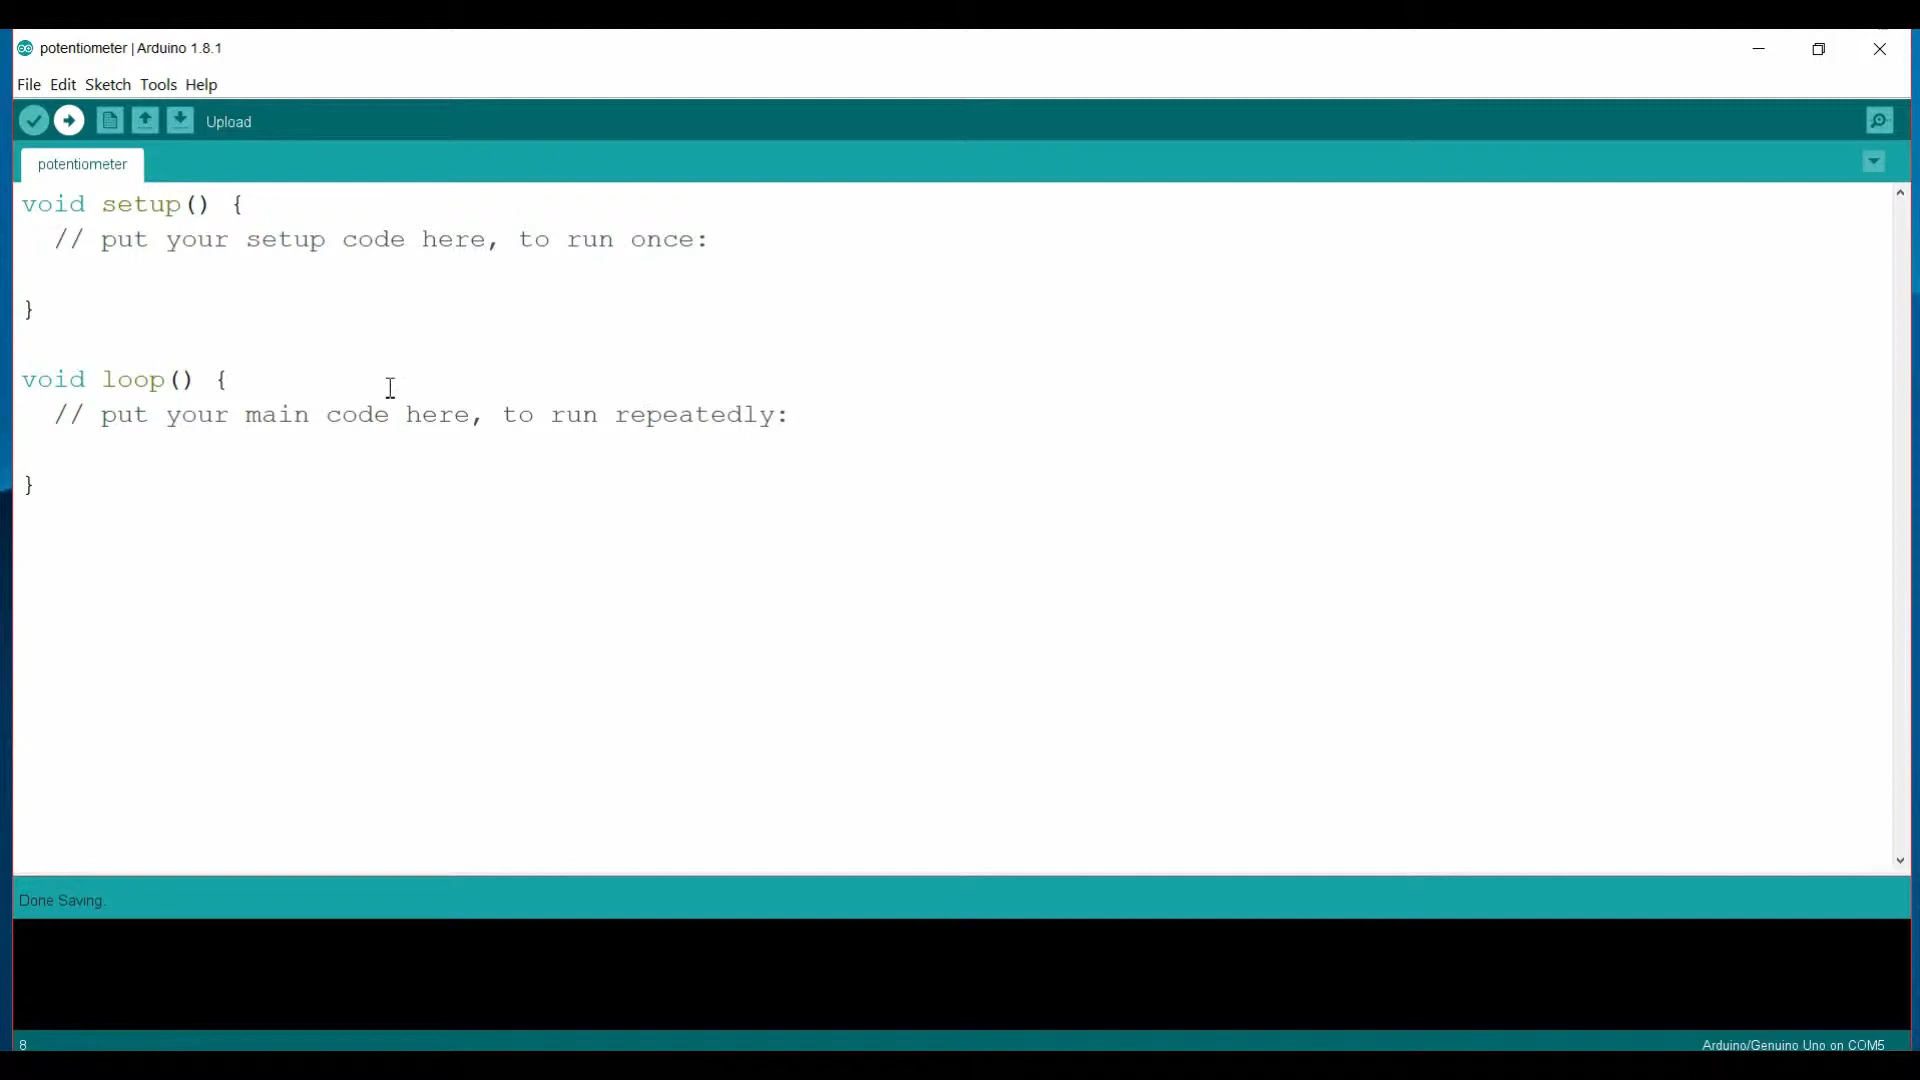 potentiometer | Arduino 1.8.1
File Edit Sketch Tools Help
Upload
potentiometer
void setup() {
  // put your setup code here, to run once:
}
void loop() {
  // put your main code here, to run repeatedly:
}
Done Saving.
8
Arduino/Genuino Uno on COM5